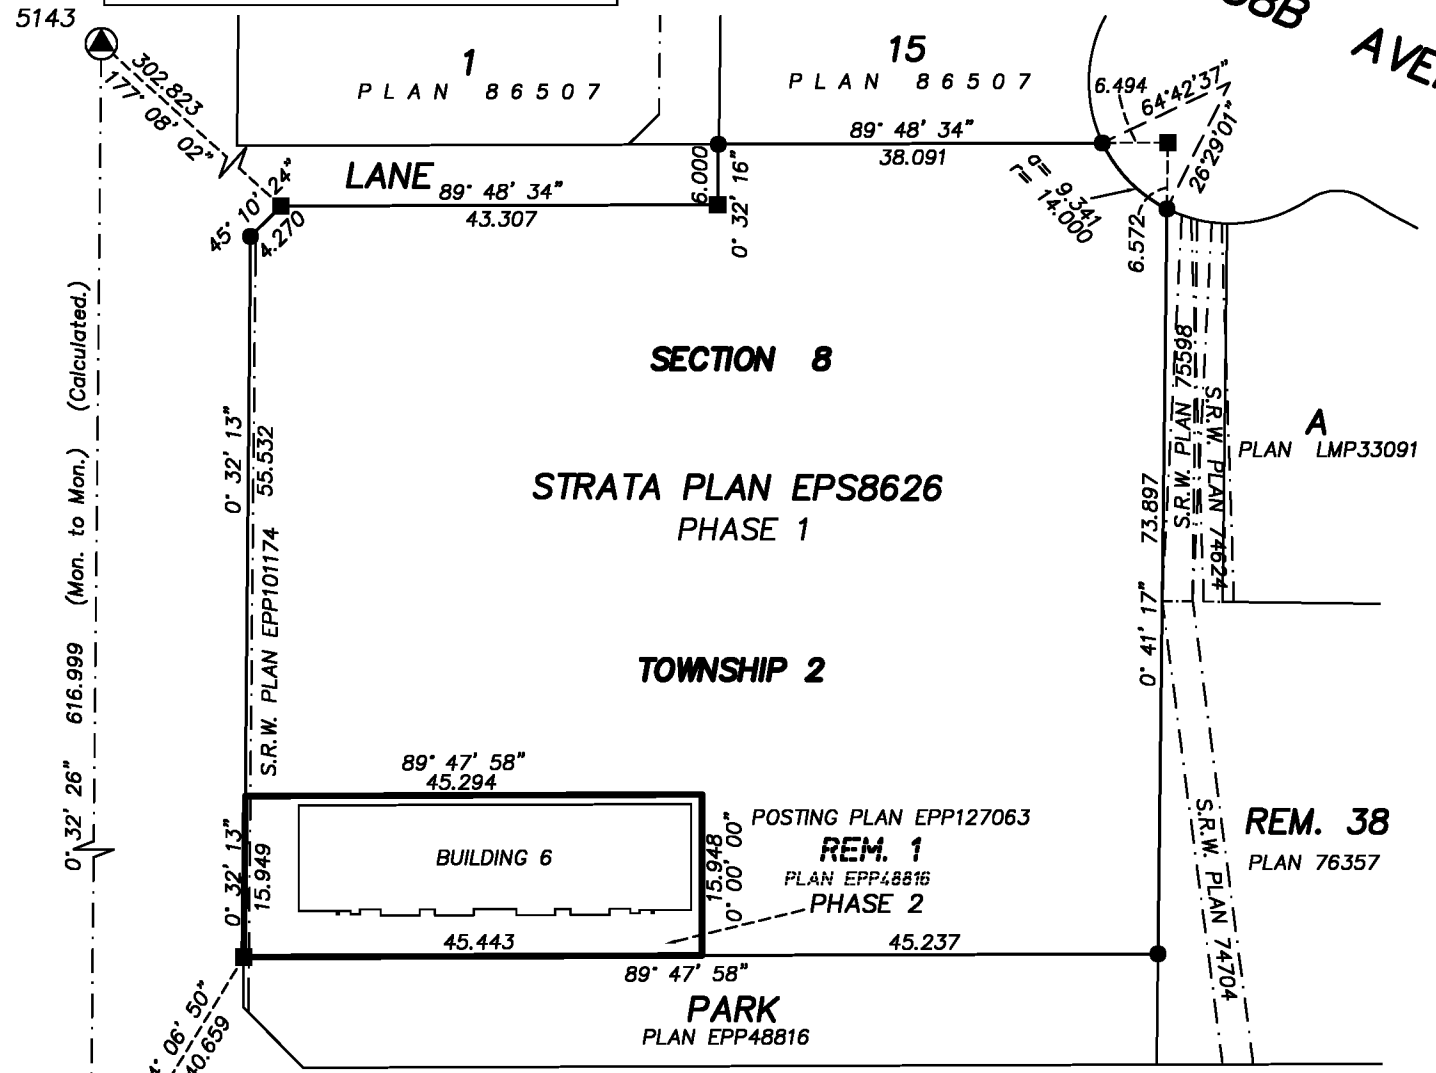 5143
302.823
177° 08' 02"
1
PLAN 86507
15
PLAN 86507
AVE
6.494
64°42'37"
26°29'01"
LANE
89° 48' 34"
43.307
6.000
0° 32' 16"
89° 48' 34"
38.091
a= 9.341
r= 14.000
6.572
45° 10' 24"
4.270
SECTION 8
STRATA PLAN EPS8626
PHASE 1
TOWNSHIP 2
0° 32' 26" 616.999 (Mon. to Mon.) (Calculated.)
0° 32' 13"
55.532
S.R.W. PLAN EPP101174
0° 41' 17" 73.897
S.R.W. PLAN 75598
S.R.W. PLAN 74624
A
PLAN LMP33091
89° 47' 58"
45.294
BUILDING 6
0° 32' 13"
15.949
15.948
0° 00' 00"
POSTING PLAN EPP127063
REM. 1
PLAN EPP48816
PHASE 2
S.R.W. PLAN 74704
REM. 38
PLAN 76357
45.443
45.237
89° 47' 58"
PARK
PLAN EPP48816
06' 50"
40.659